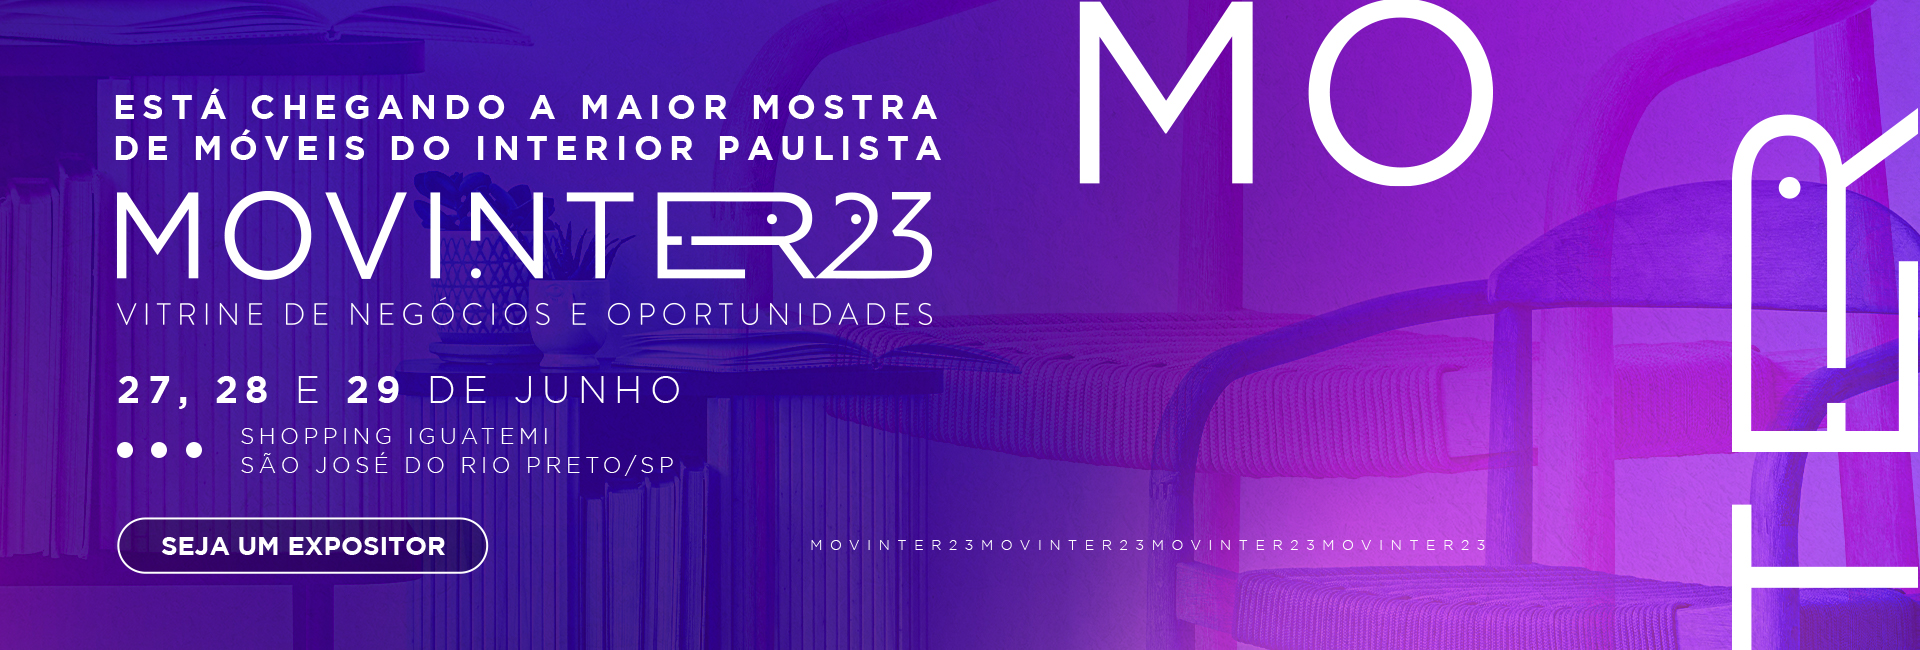 ESTÁ CHEGANDO A MAIOR MOSTRA
DE MÓVEIS DO INTERIOR PAULISTA
MOVINTER23
VITRINE DE NEGÓCIOS E OPORTUNIDADES
27, 28 E 29 DE JUNHO
SHOPPING IGUATEMI
SÃO JOSÉ DO RIO PRETO/SP
SEJA UM EXPOSITOR
MOVINTER23MOVINTER23MOVINTER23MOVINTER23
MO